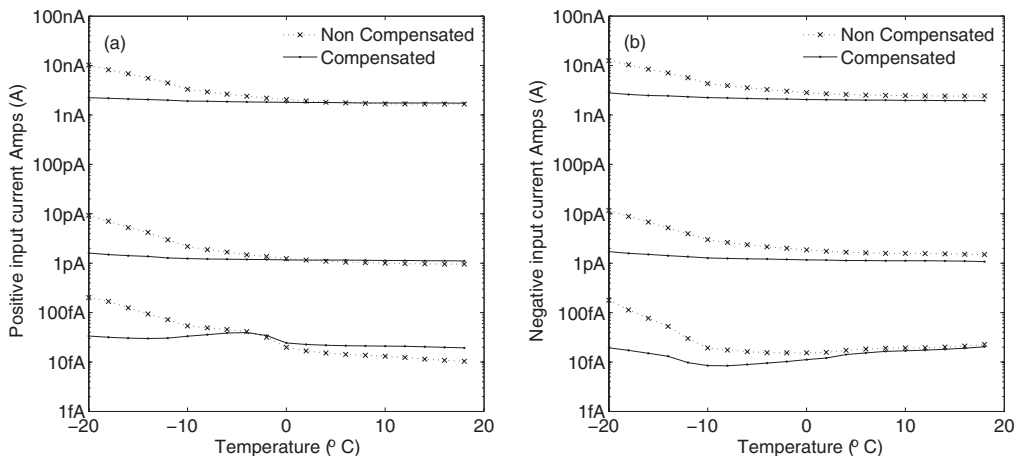 (a)
Non Compensated
Compensated
Positive input current Amps (A)
100nA
10nA
1nA
100pA
10pA
1pA
100fA
10fA
1fA
−20
−10
0
10
20
Temperature (º C)
(b)
Non Compensated
Compensated
Negative input current Amps (A)
100nA
10nA
1nA
100pA
10pA
1pA
100fA
10fA
1fA
−20
−10
0
10
20
Temperature (º C)